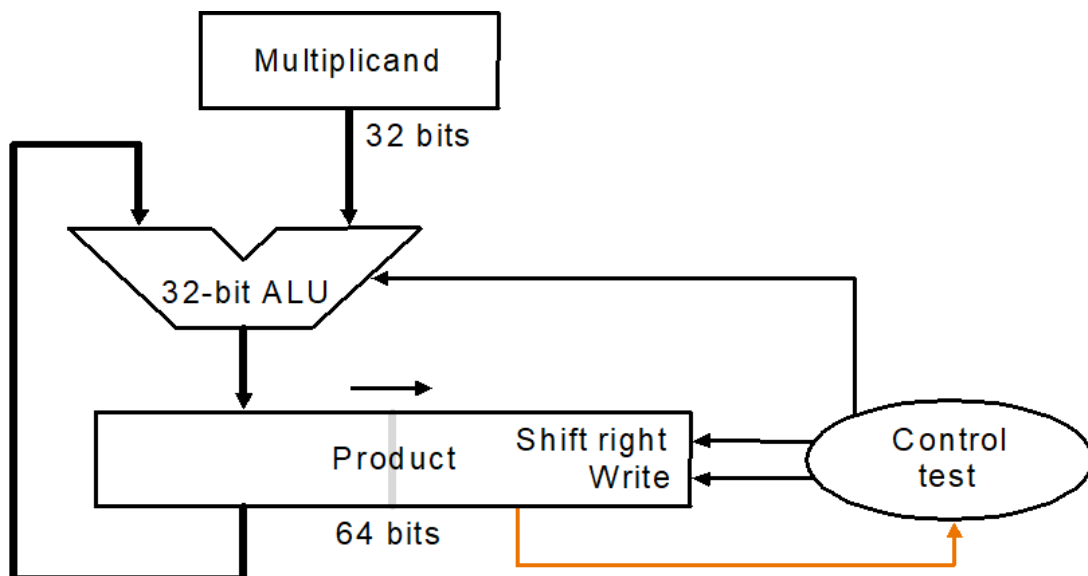 Multiplicand
32 bits
32-bit ALU
Product
Shift right
Write
64 bits
Control
test